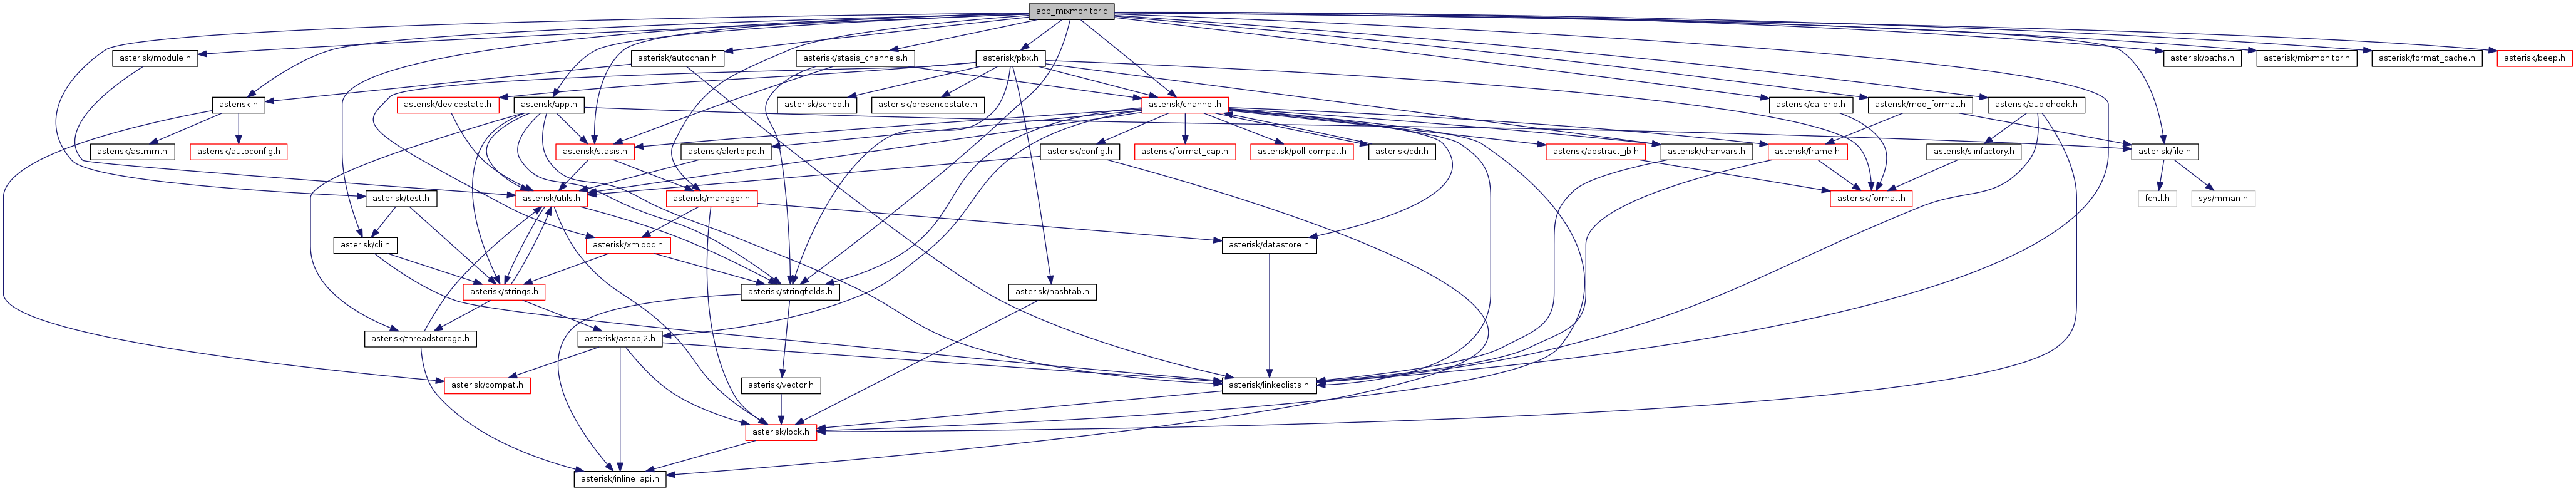 app_mixmonitor.c
asterisk/module.h
asterisk/autochan.h
asterisk/stasis_channels.h
asterisk/pbx.h
asterisk/paths.h
asterisk/mixmonitor.h
asterisk/format_cache.h
asterisk/beep.h
asterisk.h
asterisk/devicestate.h
asterisk/app.h
asterisk/sched.h
asterisk/presencestate.h
asterisk/channel.h
asterisk/callerid.h
asterisk/mod_format.h
asterisk/audiohook.h
asterisk/astmm.h
asterisk/autoconfig.h
asterisk/stasis.h
asterisk/alertpipe.h
asterisk/config.h
asterisk/format_cap.h
asterisk/poll-compat.h
asterisk/cdr.h
asterisk/abstract_jb.h
asterisk/chanvars.h
asterisk/frame.h
asterisk/slinfactory.h
asterisk/file.h
asterisk/test.h
asterisk/utils.h
asterisk/manager.h
asterisk/format.h
fcntl.h
sys/mman.h
asterisk/cli.h
asterisk/xmldoc.h
asterisk/datastore.h
asterisk/strings.h
asterisk/stringfields.h
asterisk/hashtab.h
asterisk/threadstorage.h
asterisk/astobj2.h
asterisk/compat.h
asterisk/vector.h
asterisk/linkedlists.h
asterisk/lock.h
asterisk/inline_api.h